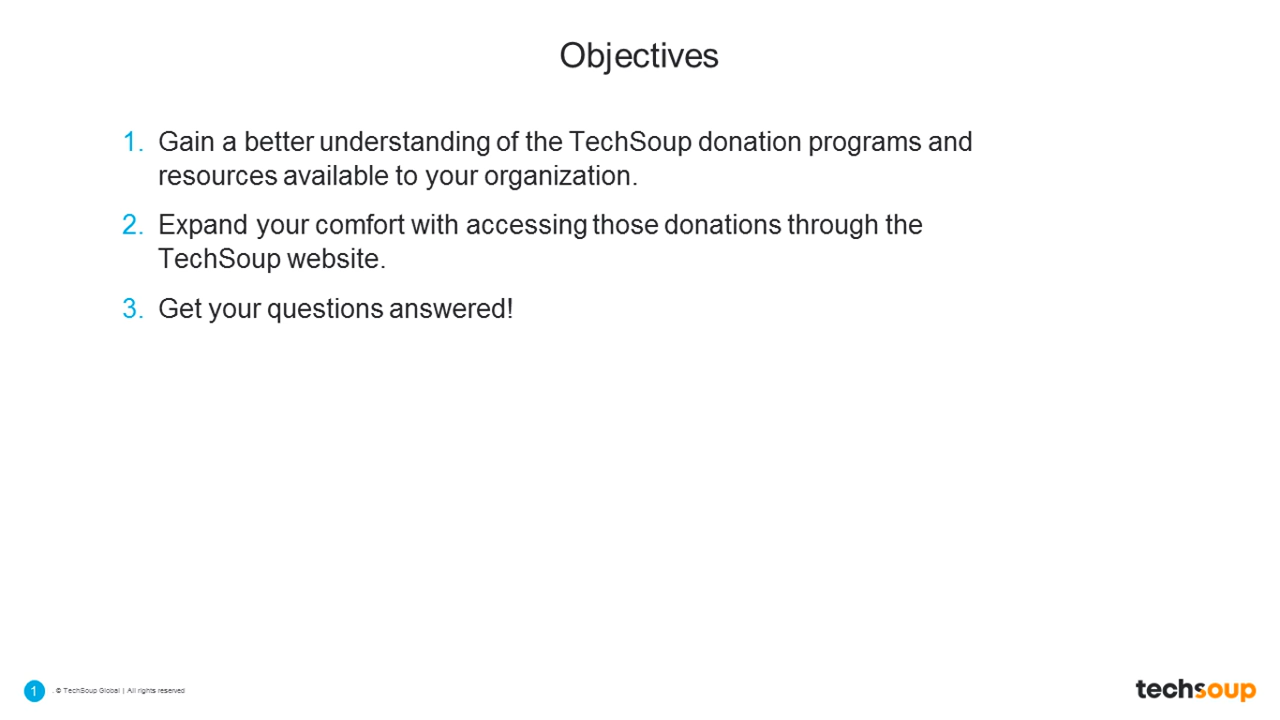 Objectives
1. Gain a better understanding of the TechSoup donation programs and
resources available to your organization.
2. Expand your comfort with accessing those donations through the
TechSoup website.
3. Get your questions answered!
1 . © TechSoup Global | All rights reserved
techsoup